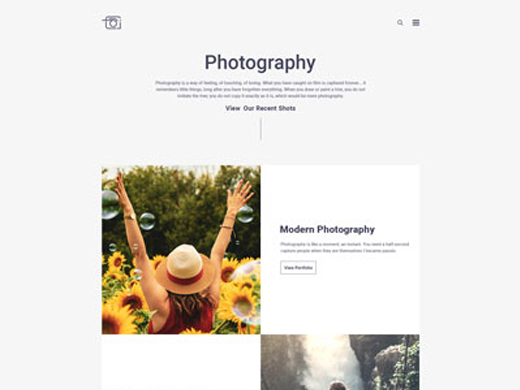 Photography
Photography is a way of feeling, of touching, of loving. What you have caught on film is captured forever... it
remembers little things, long after you have forgotten everything. When you draw or paint a tree, you do not
imitate the tree; you do not copy it exactly as it is, which would be mere photography.
View Our Recent Shots
Modern Photography
Photography is like a moment, an instant. You need a half-second
capture people when they are themselves. I became passio
View Portfolio